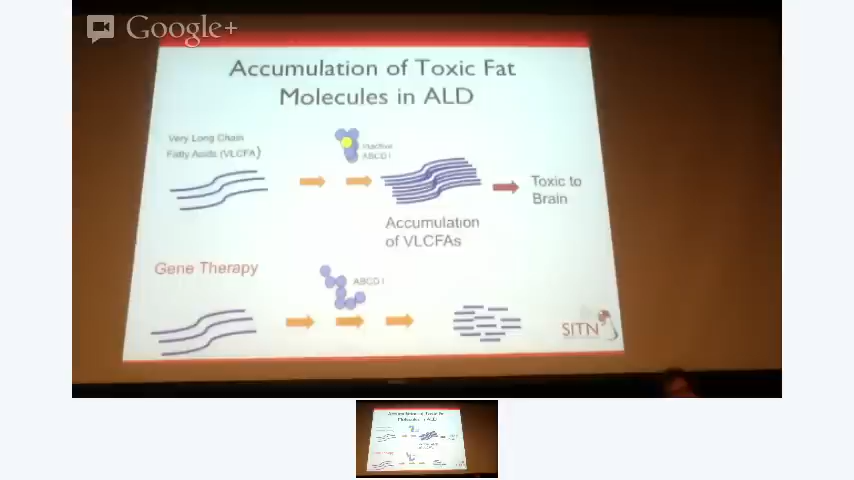 Google+
Accumulation of Toxic Fat
Molecules in ALD
Very Long Chain
Fatty Acids (VLCFA)
Inactive
ABCD1
Toxic to
Brain
Accumulation
of VLCFAs
Gene Therapy
ABCD1
SITN